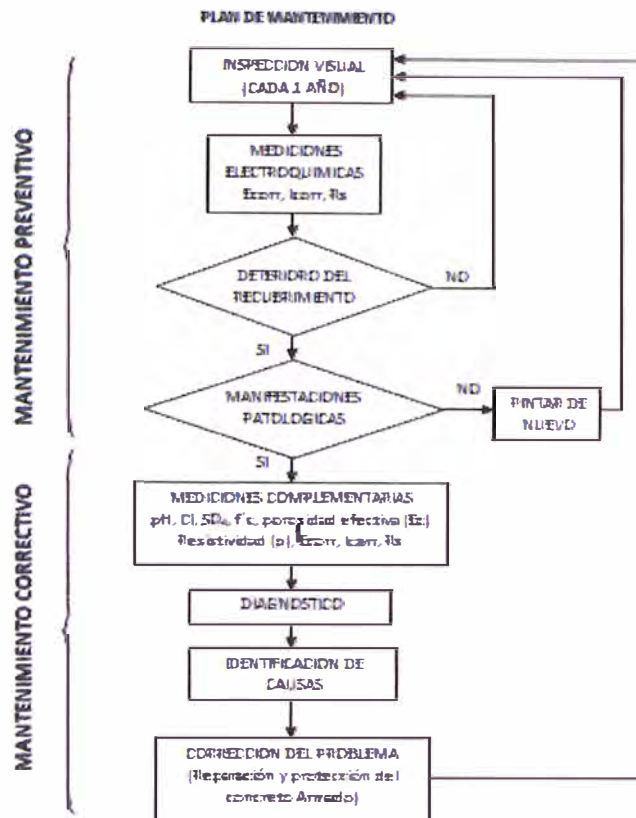 PLAN DE MANTENIMIENTO
MANTENIMIENTO PREVENTIVO
INSPECCION VISUAL
(CADA 1 AÑO)
MEDICIONES
ELECTROQUIMICAS
Ecorr, Icorr, Rs
DETERIORO DEL
RECUBRIMIENTO
NO
SI
MANIFESTACIONES
PATOLOGICAS
NO
PINTAR DE
NUEVO
SI
MANTENIMIENTO CORRECTIVO
MEDICIONES COMPLEMENTARIAS
pH, Cl, SO₄, f'c, porosidad efectiva
Resistividad (ρ), Ecorr, Icorr, Rs
DIAGNOSTICO
IDENTIFICACION DE
CAUSAS
CORRECCION DEL PROBLEMA
(Reparación y protección del
concreto Armado)